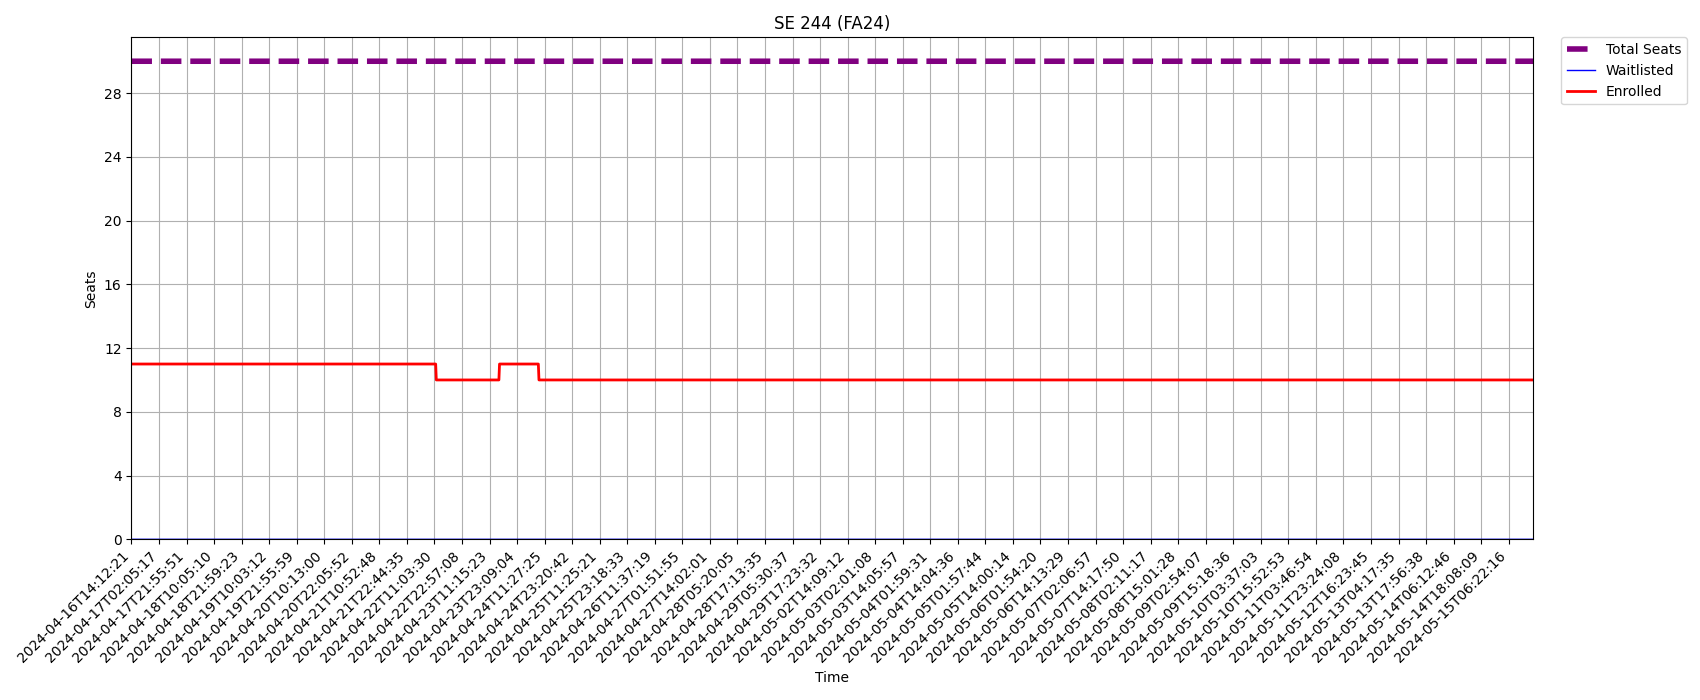 SE 244 (FA24)
Total Seats
Waitlisted
Enrolled
Seats
28
24
20
16
12
8
4
0
2024-04-16T14:12:21
2024-04-17T02:05:17
2024-04-17T21:55:51
2024-04-18T10:05:10
2024-04-18T21:59:23
2024-04-19T10:03:12
2024-04-19T21:55:59
2024-04-20T10:13:00
2024-04-20T22:05:52
2024-04-21T10:52:48
2024-04-21T22:44:35
2024-04-22T11:03:30
2024-04-22T22:57:08
2024-04-23T11:15:23
2024-04-23T23:09:04
2024-04-24T11:27:25
2024-04-24T23:20:42
2024-04-25T11:25:21
2024-04-25T23:18:33
2024-04-26T11:37:19
2024-04-27T01:51:55
2024-04-27T14:02:01
2024-04-28T05:20:05
2024-04-28T17:13:35
2024-04-29T05:30:37
2024-04-29T17:23:32
2024-05-02T14:09:12
2024-05-03T02:01:08
2024-05-03T14:05:57
2024-05-04T01:59:31
2024-05-04T14:04:36
2024-05-05T01:57:44
2024-05-05T14:00:14
2024-05-06T01:54:20
2024-05-06T14:13:29
2024-05-07T02:06:57
2024-05-07T14:17:50
2024-05-08T02:11:17
2024-05-08T15:01:28
2024-05-09T02:54:07
2024-05-09T15:18:36
2024-05-10T03:37:03
2024-05-10T15:52:53
2024-05-11T03:46:54
2024-05-11T23:24:08
2024-05-12T16:23:45
2024-05-13T04:17:35
2024-05-13T17:56:38
2024-05-14T06:12:46
2024-05-14T18:08:09
2024-05-15T06:22:16
Time